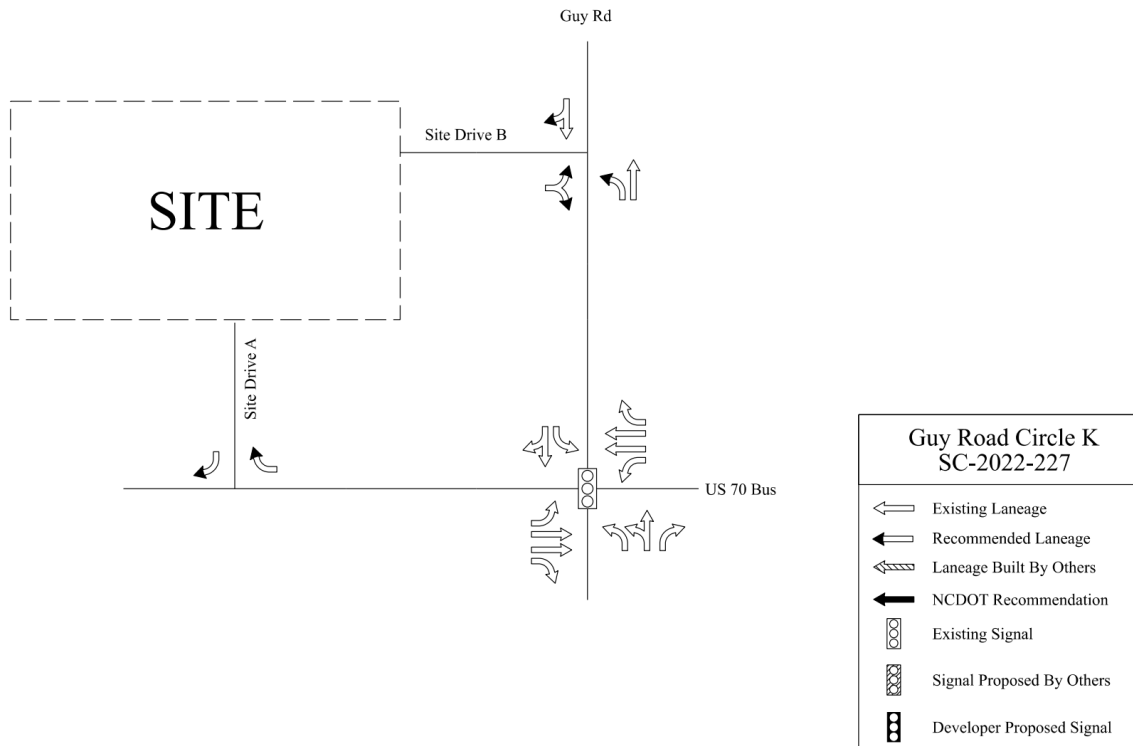 Guy Rd
Site Drive B
SITE
Site Drive A
US 70 Bus
Guy Road Circle K
SC-2022-227
Existing Laneage
Recommended Laneage
Laneage Built By Others
NCDOT Recommendation
Existing Signal
Signal Proposed By Others
Developer Proposed Signal